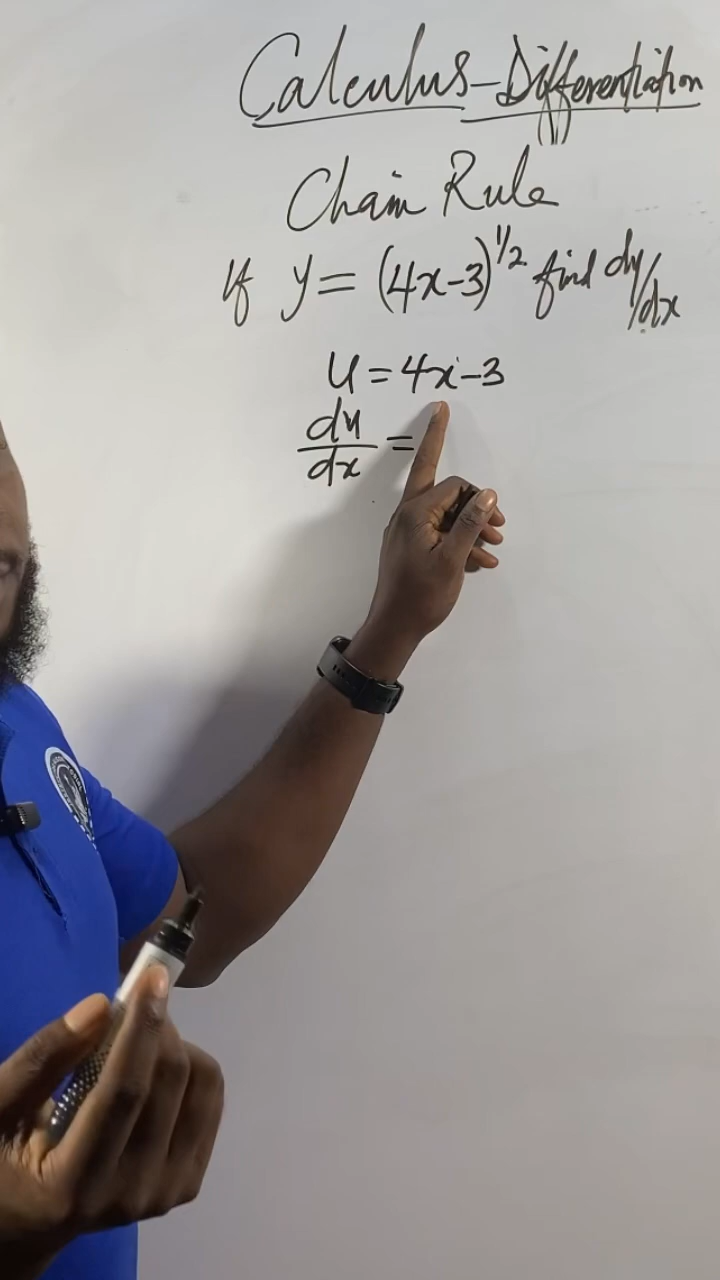 Calculus - Differentiation
Chain Rule
If y = (4x-3)^1/2 find dy/dx
u = 4x-3
du/dx =